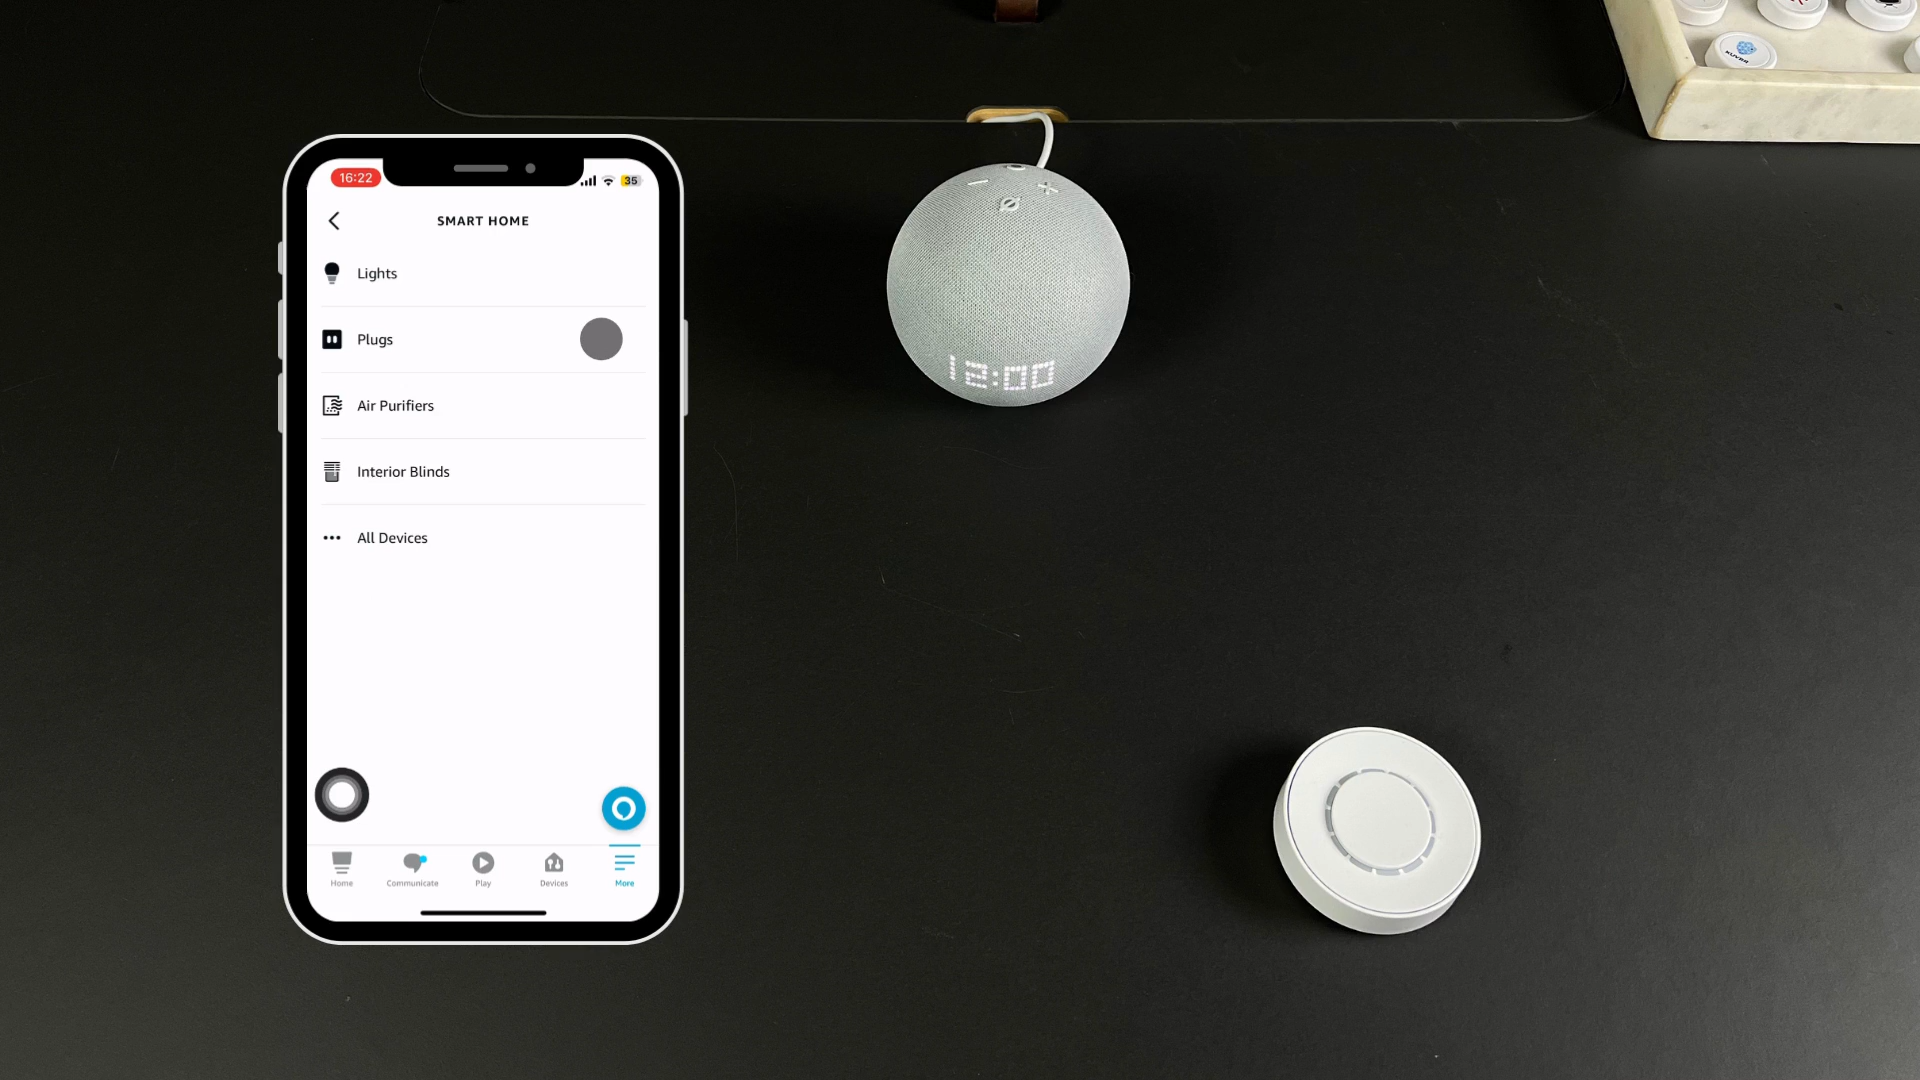 16:22
35
SMART HOME
Lights
Plugs
Air Purifiers
Interior Blinds
All Devices
Home
Communicate
Play
Devices
More
12:00